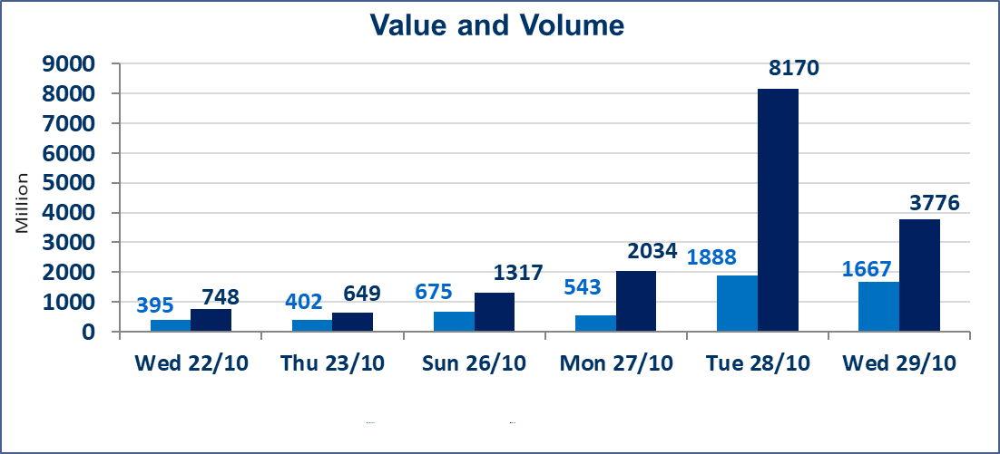 Value and Volume
9000
8000
7000
6000
5000
4000
3000
2000
1000
0
Million
395
748
402
649
675
1317
543
2034
1888
8170
1667
3776
Wed 22/10
Thu 23/10
Sun 26/10
Mon 27/10
Tue 28/10
Wed 29/10